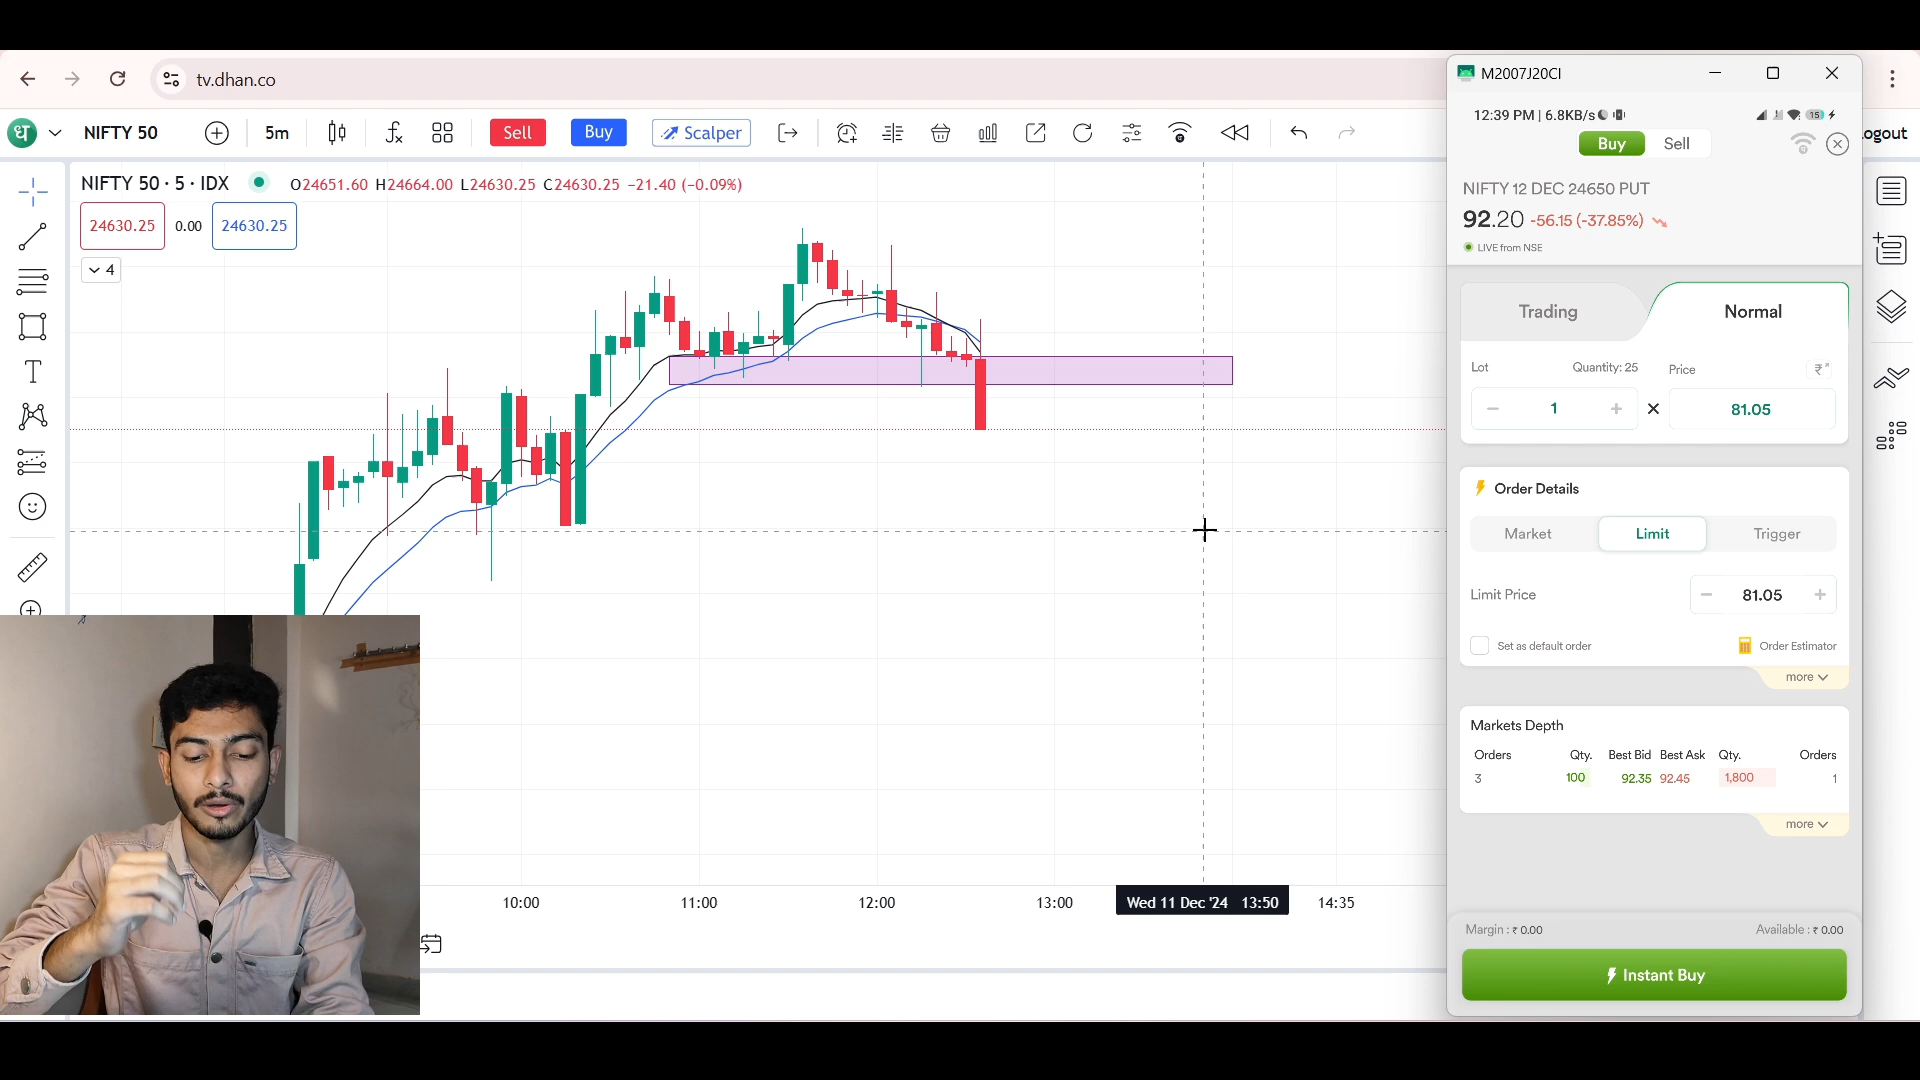 tv.dhan.co
M2007J20CI
12:39 PM | 6.8KB/s
15
Buy Sell
NIFTY 12 DEC 24650 PUT
92.20 -56.15 (-37.85%)
LIVE from NSE
Trading Normal
Lot Quantity: 25 Price ₹
− 1 + × 81.05
Order Details
Market Limit Trigger
Limit Price − 81.05 +
Set as default order Order Estimator
more
Markets Depth
Orders Qty. Best Bid Best Ask Qty. Orders
3 100 92.35 92.45 1,800 1
more
Margin : ₹ 0.00 Available : ₹ 0.00
Instant Buy
ogout
ध NIFTY 50 5m fx Sell Buy Scalper
NIFTY 50 · 5 · IDX O24651.60 H24664.00 L24630.25 C24630.25 −21.40 (−0.09%)
24630.25 0.00 24630.25
4
T
10:00 11:00 12:00 13:00 Wed 11 Dec '24 13:50 14:35